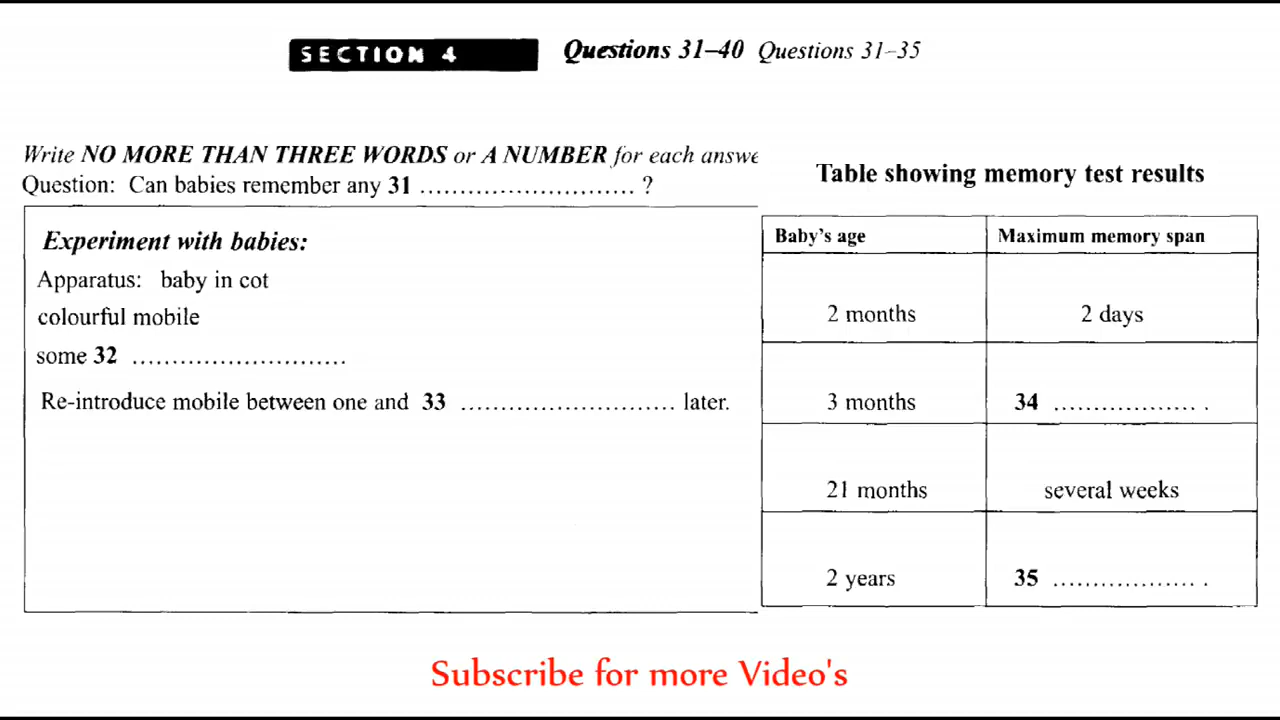 SECTION 4 Questions 31–40 Questions 31–35
Write NO MORE THAN THREE WORDS or A NUMBER for each answe
Question: Can babies remember any 31 ........................... ?
Experiment with babies:
Apparatus: baby in cot
colourful mobile
some 32 ...........................
Re-introduce mobile between one and 33 ........................... later.
Table showing memory test results
Baby's age Maximum memory span
2 months 2 days
3 months 34 ................... .
21 months several weeks
2 years 35 ................... .
Subscribe for more Video's